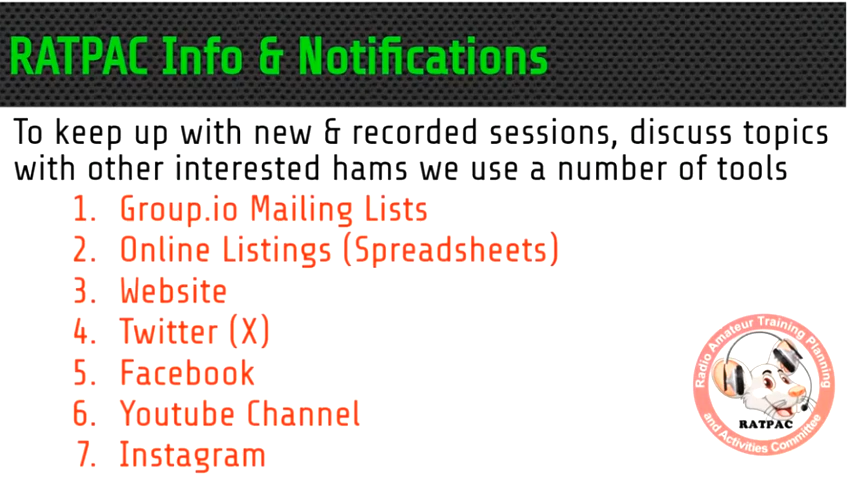 RATPAC Info & Notifications
To keep up with new & recorded sessions, discuss topics
with other interested hams we use a number of tools
1. Group.io Mailing Lists
2. Online Listings (Spreadsheets)
3. Website
4. Twitter (X)
5. Facebook
6. Youtube Channel
7. Instagram
Radio Amateur Training Planning
and Activities Committee
RATPAC